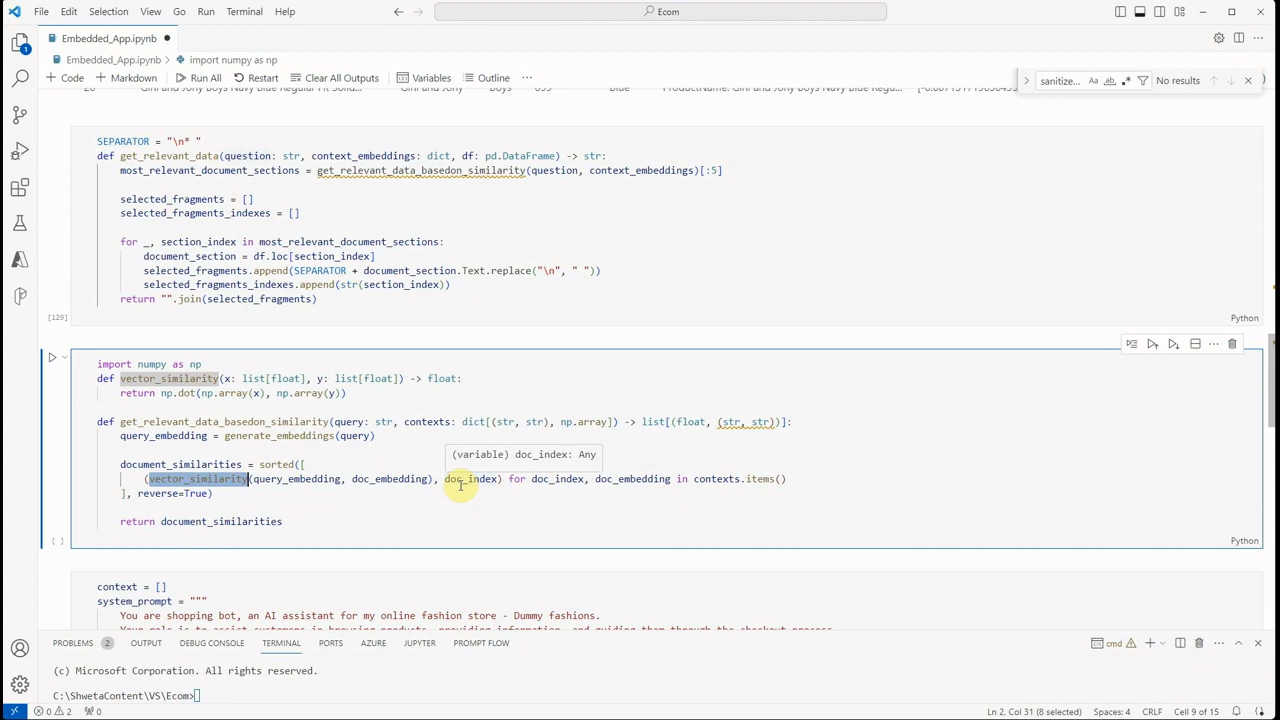 File Edit Selection View Go Run Terminal Help
Ecom
Embedded_App.ipynb
Embedded_App.ipynb > import numpy as np
Code Markdown Run All Restart Clear All Outputs Variables Outline ...
sanitize... Aa ab. .* No results
SEPARATOR = "\n* "
def get_relevant_data(question: str, context_embeddings: dict, df: pd.DataFrame) -> str:
most_relevant_document_sections = get_relevant_data_basedon_similarity(question, context_embeddings)[:5]
selected_fragments = []
selected_fragments_indexes = []
for _, section_index in most_relevant_document_sections:
document_section = df.loc[section_index]
selected_fragments.append(SEPARATOR + document_section.Text.replace("\n", " "))
selected_fragments_indexes.append(str(section_index))
return "".join(selected_fragments)
[129]
Python
import numpy as np
def vector_similarity(x: list[float], y: list[float]) -> float:
return np.dot(np.array(x), np.array(y))
def get_relevant_data_basedon_similarity(query: str, contexts: dict[(str, str), np.array]) -> list[(float, (str, str))]:
query_embedding = generate_embeddings(query)
(variable) doc_index: Any
document_similarities = sorted([
(vector_similarity(query_embedding, doc_embedding), doc_index) for doc_index, doc_embedding in contexts.items()
], reverse=True)
return document_similarities
[ ]
Python
context = []
system_prompt = """
You are shopping bot, an AI assistant for my online fashion store - Dummy fashions.
PROBLEMS 2 OUTPUT DEBUG CONSOLE TERMINAL PORTS AZURE JUPYTER PROMPT FLOW
cmd
(c) Microsoft Corporation. All rights reserved.
C:\ShwetaContent\VS\Ecom>
0 2 0 Ln 2, Col 31 (8 selected) Spaces: 4 CRLF Cell 9 of 15